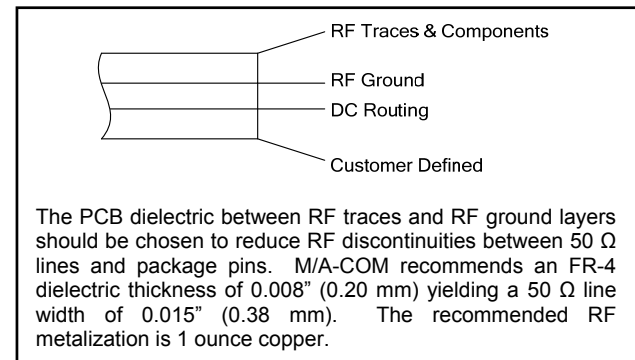 RF Traces & Components
RF Ground
DC Routing
Customer Defined
The PCB dielectric between RF traces and RF ground layers
should be chosen to reduce RF discontinuities between 50 Ω
lines and package pins. M/A-COM recommends an FR-4
dielectric thickness of 0.008” (0.20 mm) yielding a 50 Ω line
width of 0.015” (0.38 mm). The recommended RF
metalization is 1 ounce copper.